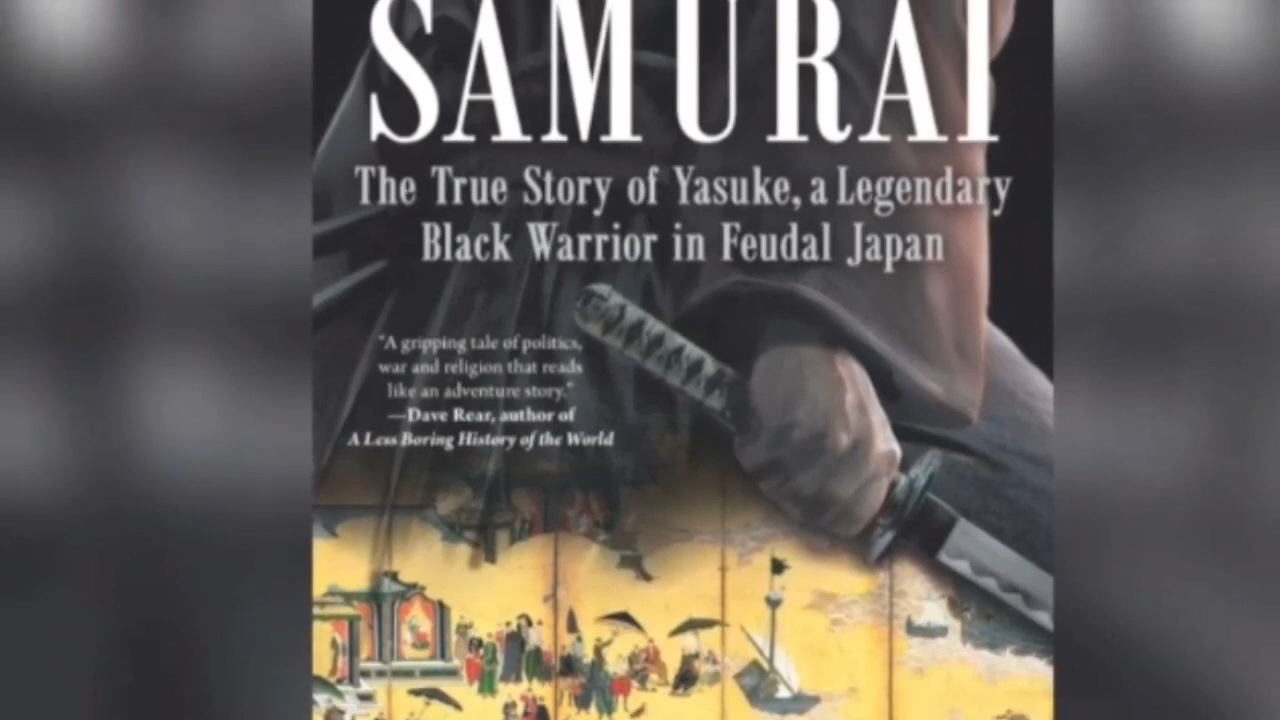 SAMURAI
The True Story of Yasuke, a Legendary
Black Warrior in Feudal Japan
"A gripping tale of politics,
war and religion that reads
like an adventure story."
—Dave Rear, author of
A Less Boring History of the World